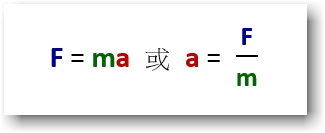 F = ma 或 a = F/m